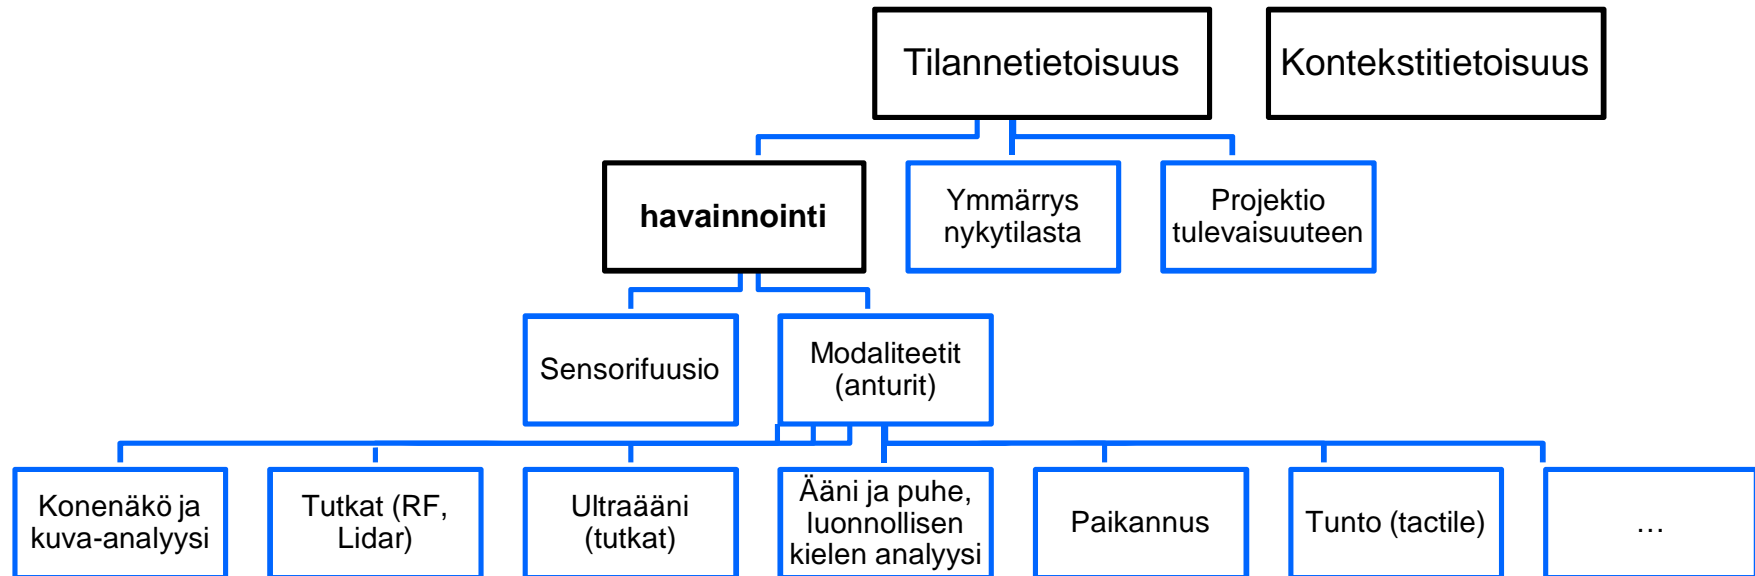 Tilannetietoisuus
Kontekstitietoisuus
havainnointi
Ymmärrys
nykytilasta
Projektio
tulevaisuuteen
Sensorifuusio
Modaliteetit
(anturit)
Konenäkö ja
kuva-analyysi
Tutkat (RF,
Lidar)
Ultraääni
(tutkat)
Ääni ja puhe,
luonnollisen
kielen analyysi
Paikannus
Tunto (tactile)
…